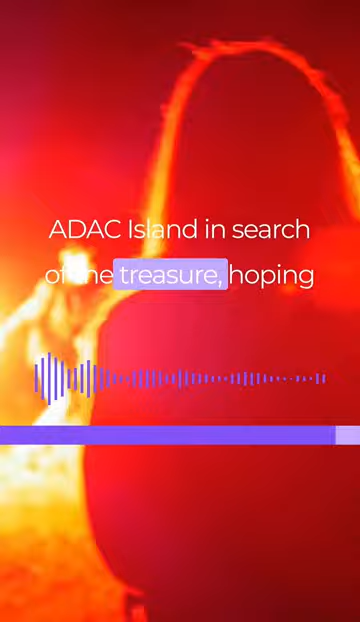 ADAC Island in search
of the treasure, hoping